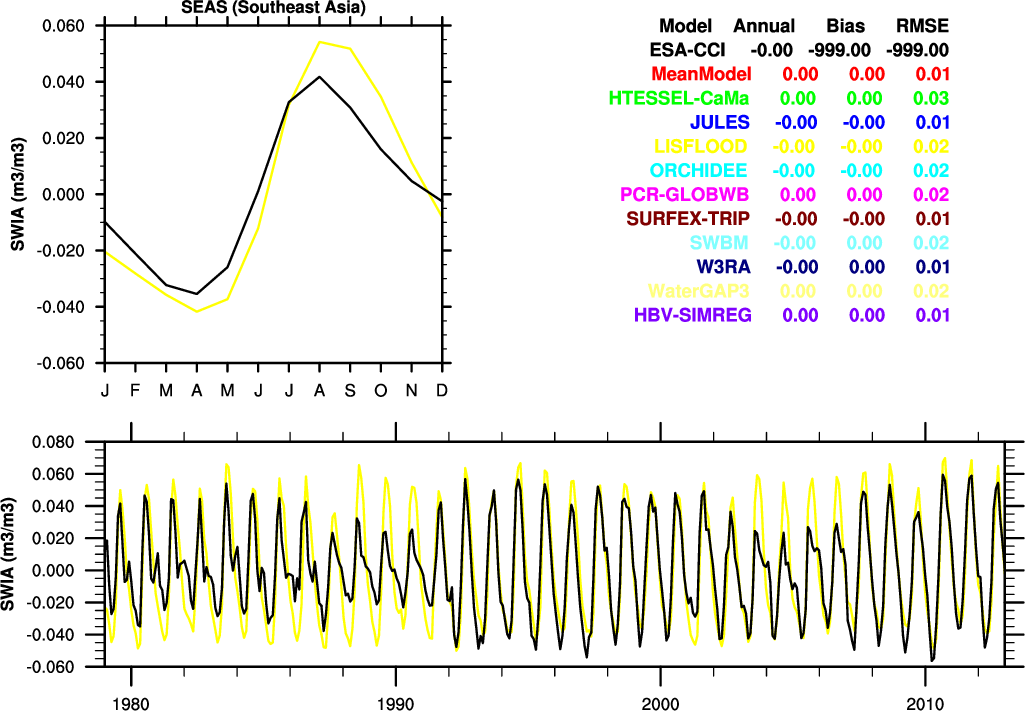 SEAS (Southeast Asia)
0.060
0.040
0.020
0.000
-0.020
-0.040
-0.060
SWIA (m3/m3)
J F M A M J J A S O N D
Model Annual Bias RMSE
ESA-CCI -0.00 -999.00 -999.00
MeanModel 0.00 0.00 0.01
HTESSEL-CaMa 0.00 0.00 0.03
JULES -0.00 -0.00 0.01
LISFLOOD -0.00 -0.00 0.02
ORCHIDEE -0.00 -0.00 0.02
PCR-GLOBWB 0.00 0.00 0.02
SURFEX-TRIP -0.00 -0.00 0.01
SWBM -0.00 0.00 0.02
W3RA -0.00 0.00 0.01
WaterGAP3 0.00 0.00 0.02
HBV-SIMREG 0.00 0.00 0.01
0.080
0.060
0.040
0.020
0.000
-0.020
-0.040
-0.060
SWIA (m3/m3)
1980 1990 2000 2010